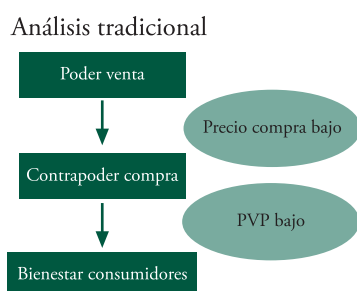 Análisis tradicional
Poder venta
Precio compra bajo
Contrapoder compra
PVP bajo
Bienestar consumidores